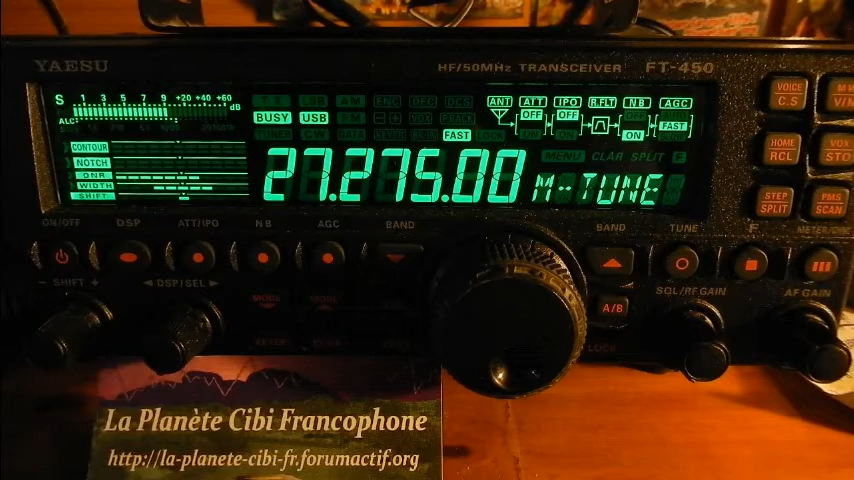 YAESU
HF/50MHz TRANSCEIVER FT-450
S 1 3 5 7 9 +20 +40 +60 dB
ALC
BUSY USB
FAST
ANT ATT IPO R.FLT NB AGC
OFF OFF FAST
ON
CONTOUR
NOTCH
DNR
WIDTH
SHIFT
27.275.00
MENU CLAR SPLIT F
M-TUNE
VOICE
C.S
HOME
RCL
VOX
STO
STEP
SPLIT
PMS
SCAN
ON/OFF DSP ATT/IPO NB AGC BAND
BAND TUNE F
- SHIFT + ◄ DSP/SEL ►
MODE MODE
A/B
LOCK
SQL/RF GAIN AF GAIN
La Planète Cibi Francophone
http://la-planete-cibi-fr.forumactif.org